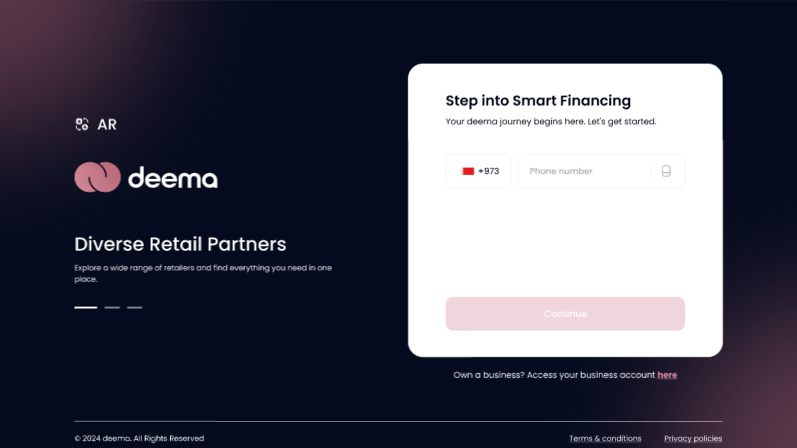 AR
deema
Diverse Retail Partners
Explore a wide range of retailers and find everything you need in one
place.
Step into Smart Financing
Your deema journey begins here. Let's get started.
+973
Phone number
Continue
Own a business? Access your business account here
© 2024 deema. All Rights Reserved
Terms & conditions
Privacy policies